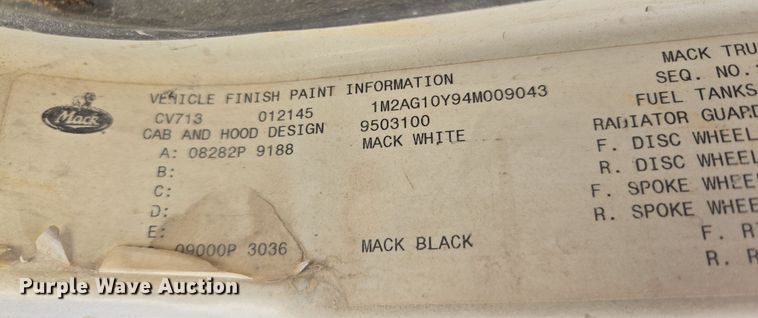 Mack
VEHICLE FINISH PAINT INFORMATION
CV713 012145 1M2AG10Y94M009043
CAB AND HOOD DESIGN 9503100
A: 08282P 9188 MACK WHITE
B:
C:
D:
E:
09000P 3036 MACK BLACK
MACK TRU
SEQ. NO.
FUEL TANKS
RADIATOR GUARD
F. DISC WHEEL
R. DISC WHEEL
F. SPOKE WHEE
R. SPOKE WHEE
F. RI
R. R
Purple Wave Auction